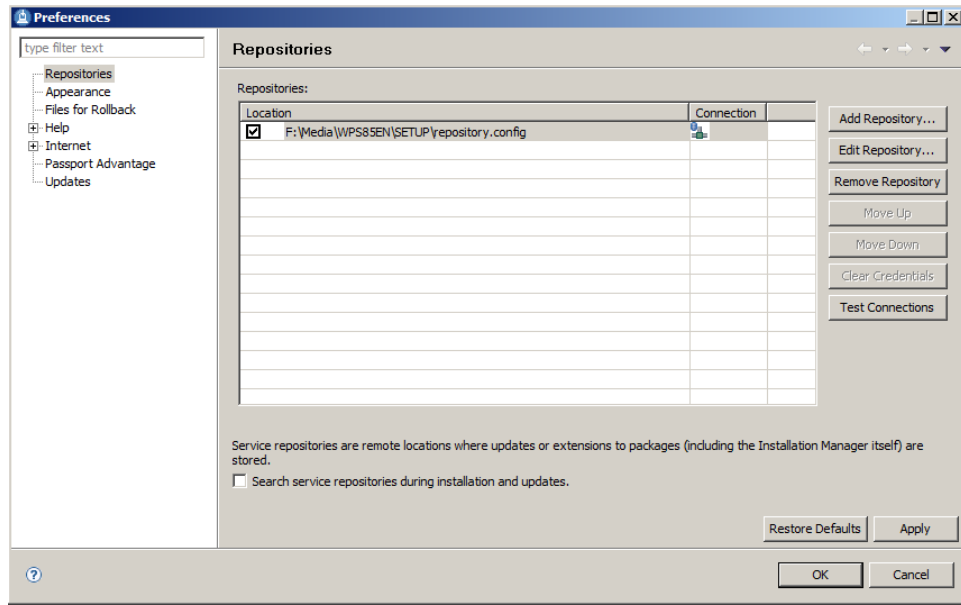 Preferences
type filter text
Repositories
Appearance
Files for Rollback
Help
Internet
Passport Advantage
Updates
Repositories
Repositories:
Location Connection
F:\Media\WPS85EN\SETUP\repository.config
Add Repository...
Edit Repository...
Remove Repository
Move Up
Move Down
Clear Credentials
Test Connections
Service repositories are remote locations where updates or extensions to packages (including the Installation Manager itself) are
stored.
Search service repositories during installation and updates.
Restore Defaults Apply
? OK Cancel